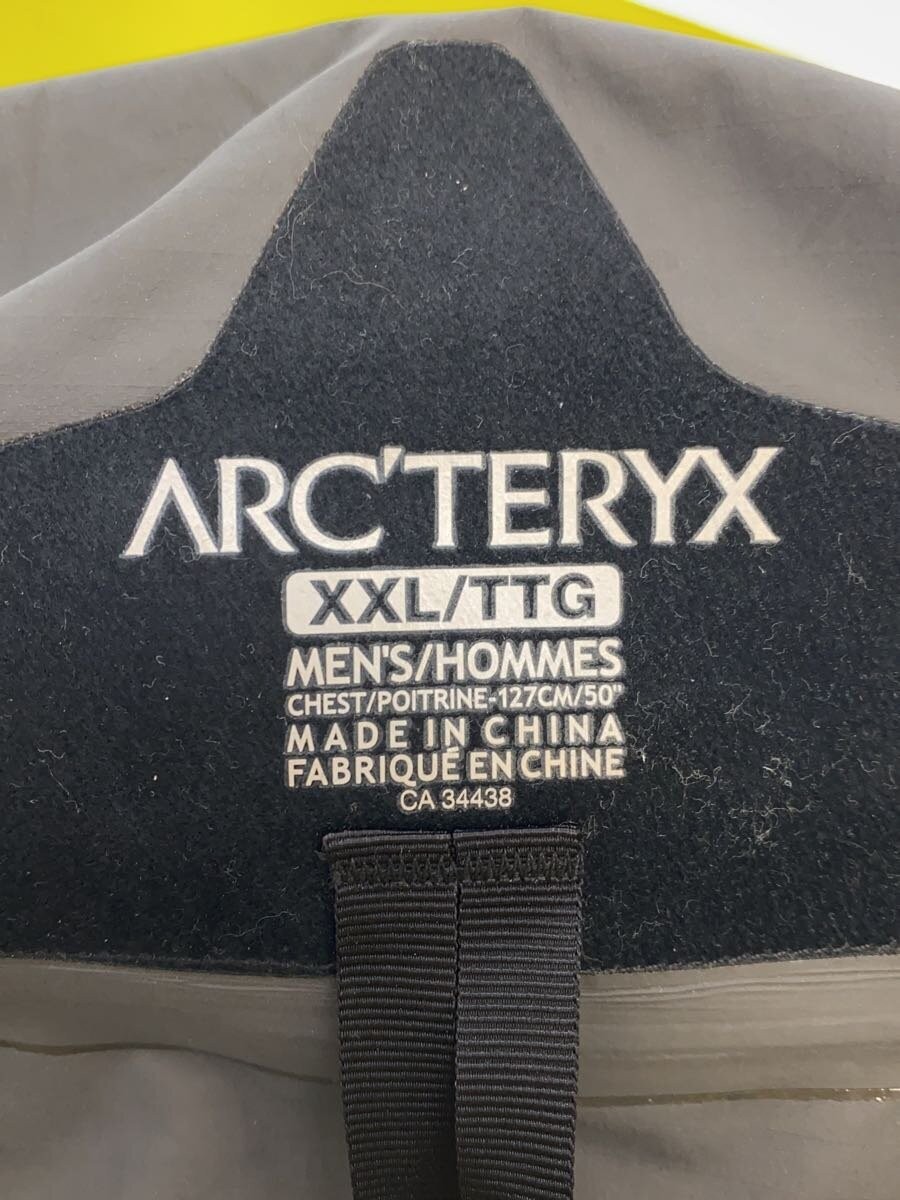 ARC'TERYX
XXL/TTG
MEN'S/HOMMES
CHEST/POITRINE-127CM/50"
MADE IN CHINA
FABRIQUÉ EN CHINE
CA 34438